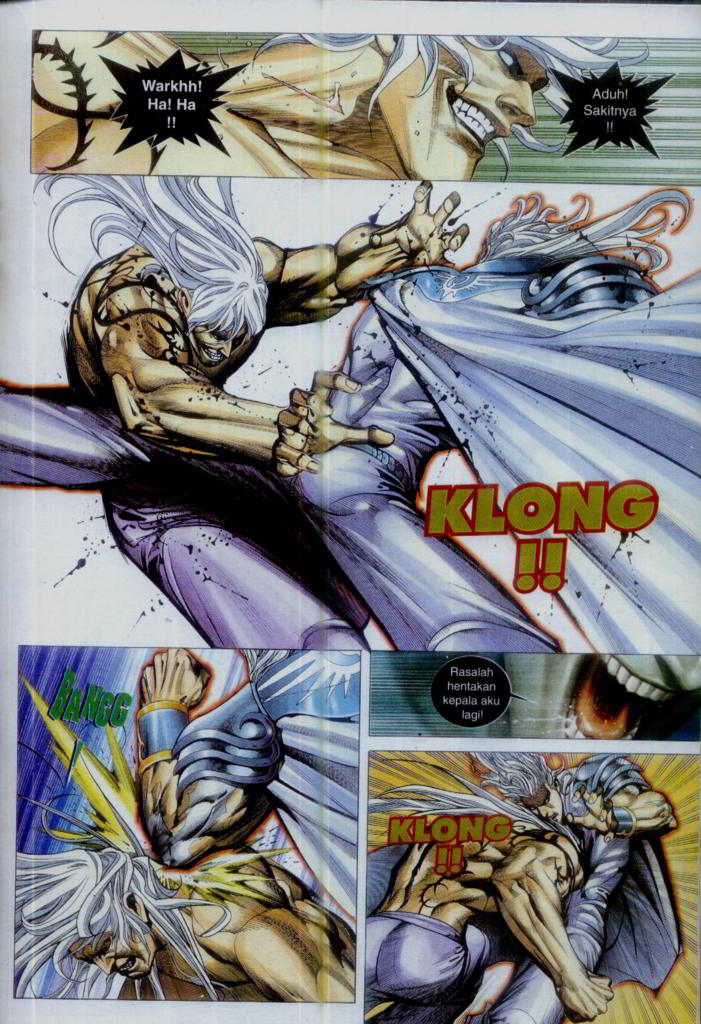 Warkhh!
Ha! Ha
!!
Aduh!
Sakitnya
!!
KLONG
!!
BANGG
!
Rasalah
hentakan
kepala aku
lagi!
KLONG
!!